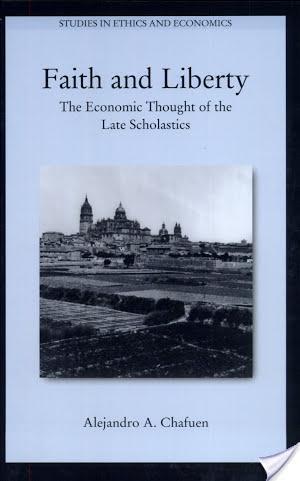 STUDIES IN ETHICS AND ECONOMICS
Faith and Liberty
The Economic Thought of the
Late Scholastics
Alejandro A. Chafuen